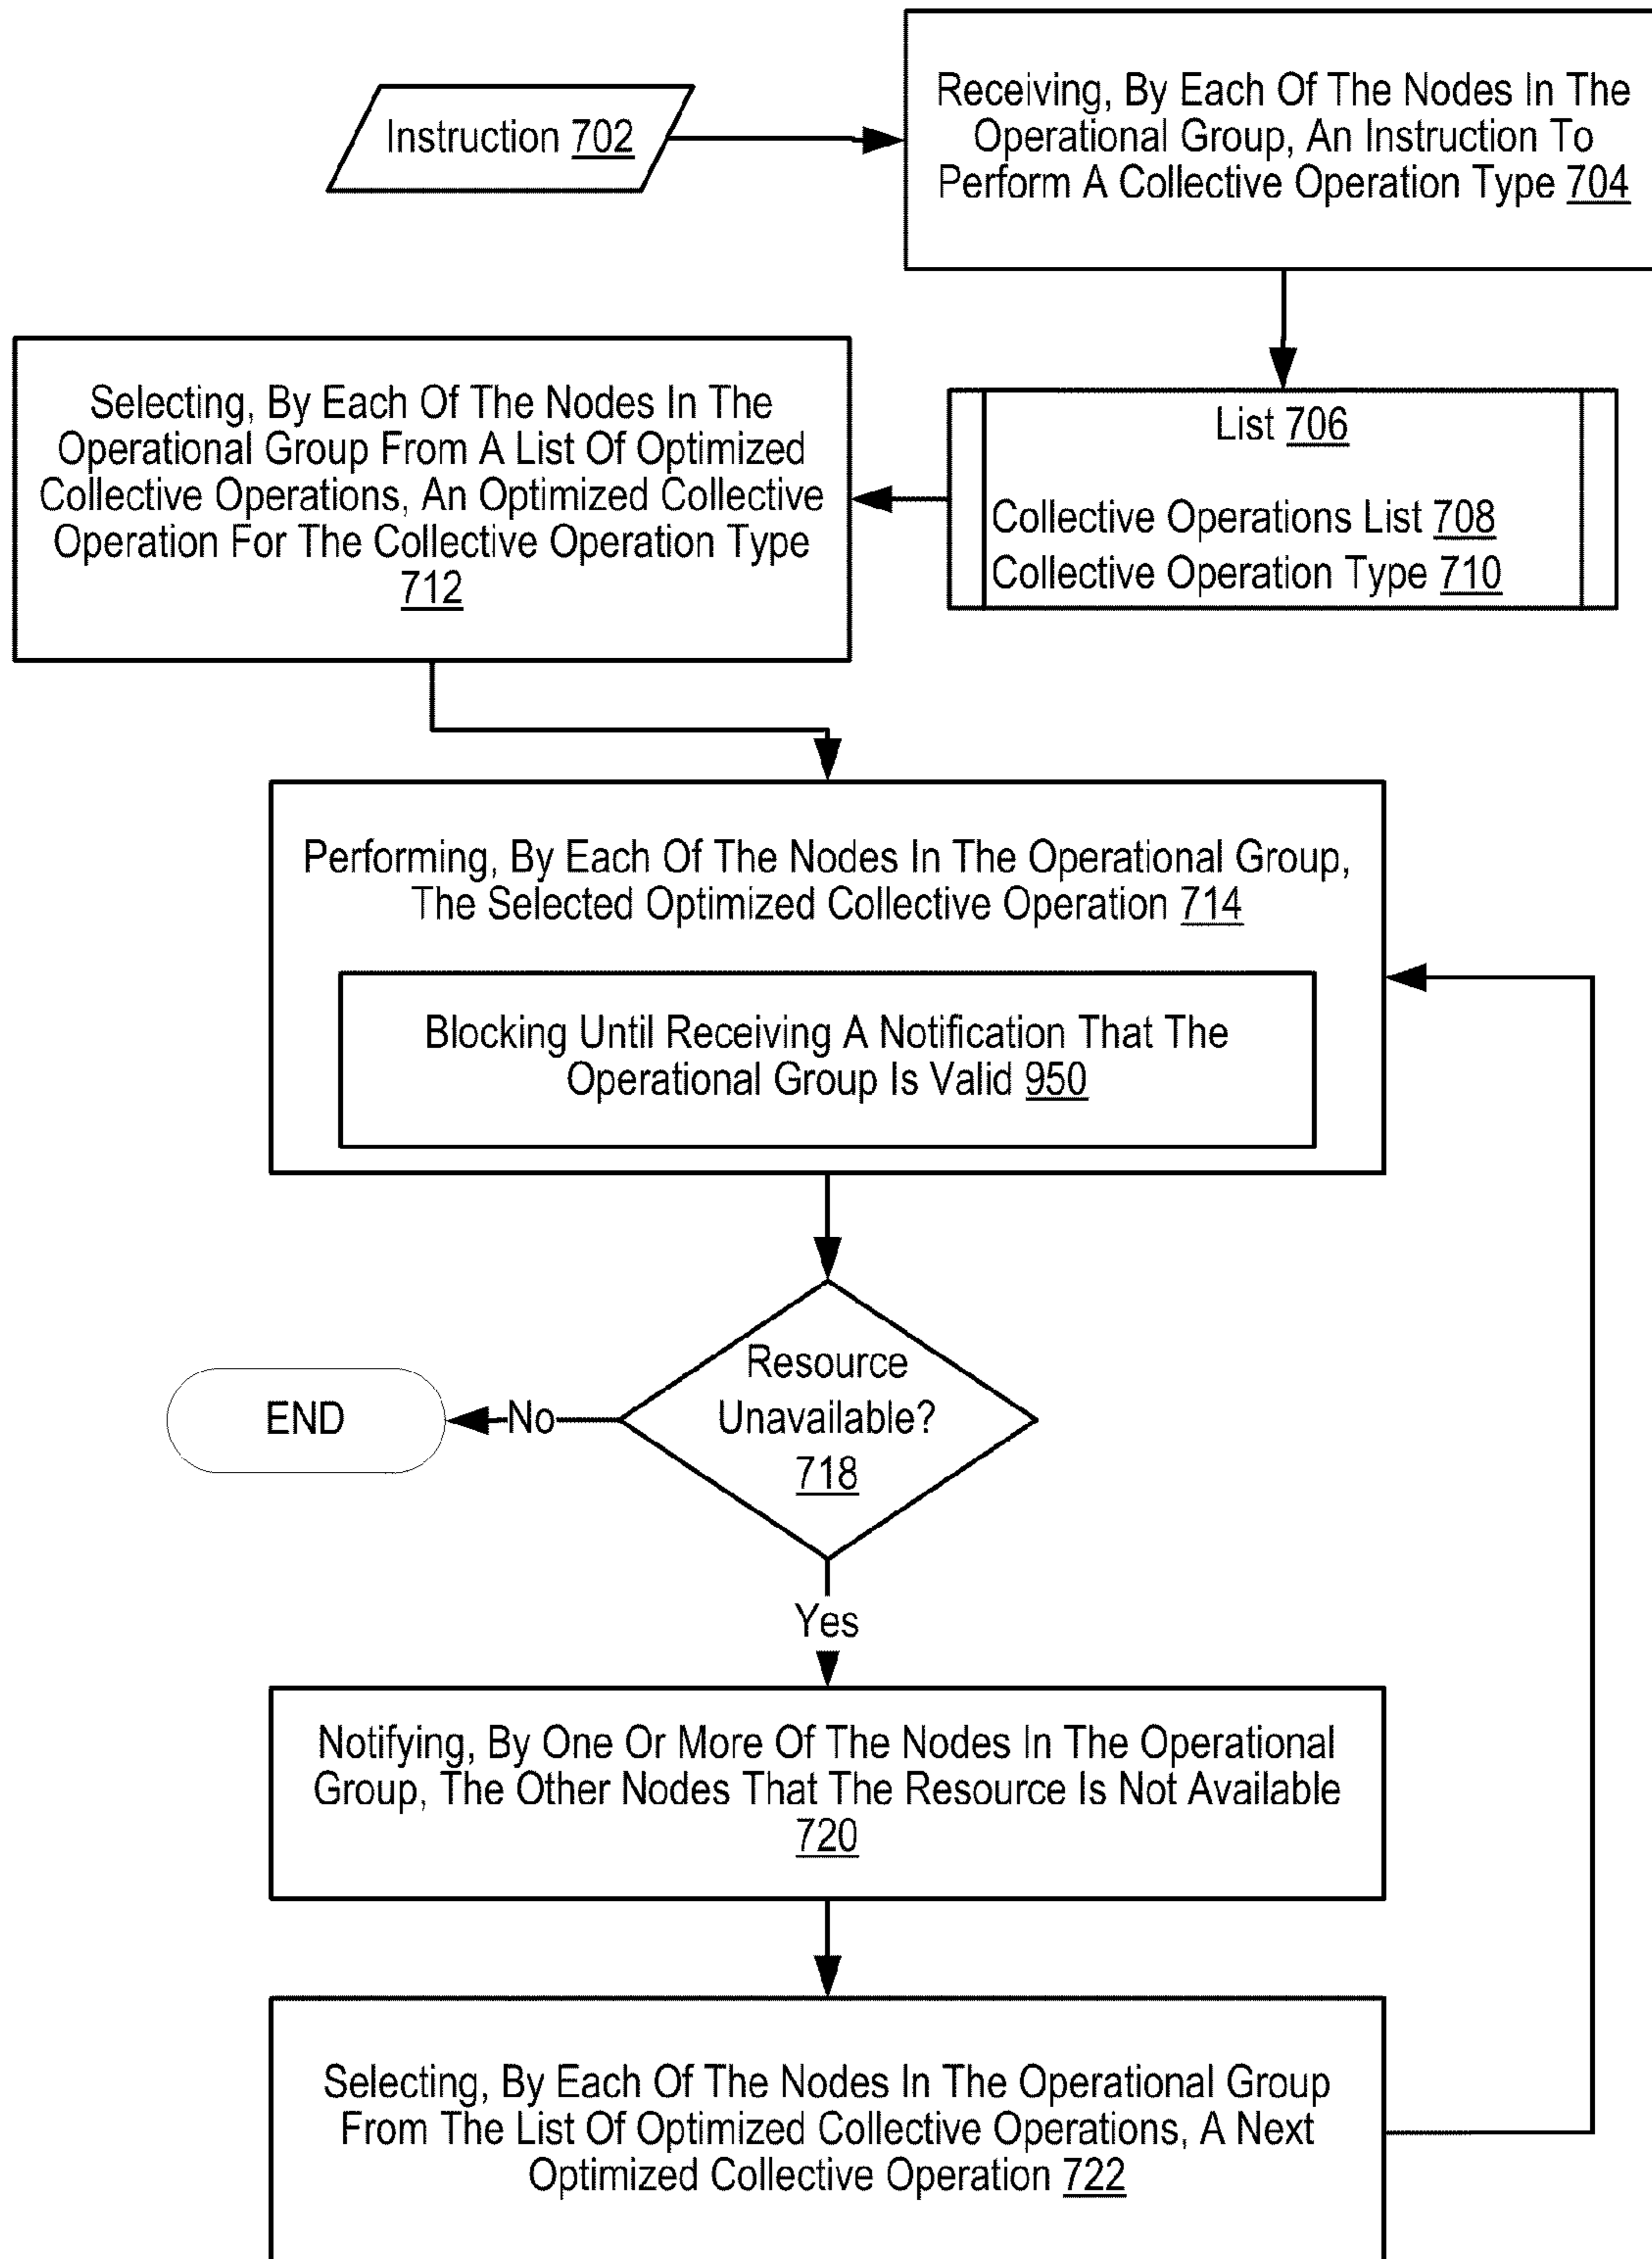 Instruction 702
Receiving, By Each Of The Nodes In The
Operational Group, An Instruction To
Perform A Collective Operation Type 704
List 706
Collective Operations List 708
Collective Operation Type 710
Selecting, By Each Of The Nodes In The
Operational Group From A List Of Optimized
Collective Operations, An Optimized Collective
Operation For The Collective Operation Type
712
Performing, By Each Of The Nodes In The Operational Group,
The Selected Optimized Collective Operation 714
Blocking Until Receiving A Notification That The
Operational Group Is Valid 950
Resource
Unavailable?
718
No
END
Yes
Notifying, By One Or More Of The Nodes In The Operational
Group, The Other Nodes That The Resource Is Not Available
720
Selecting, By Each Of The Nodes In The Operational Group
From The List Of Optimized Collective Operations, A Next
Optimized Collective Operation 722